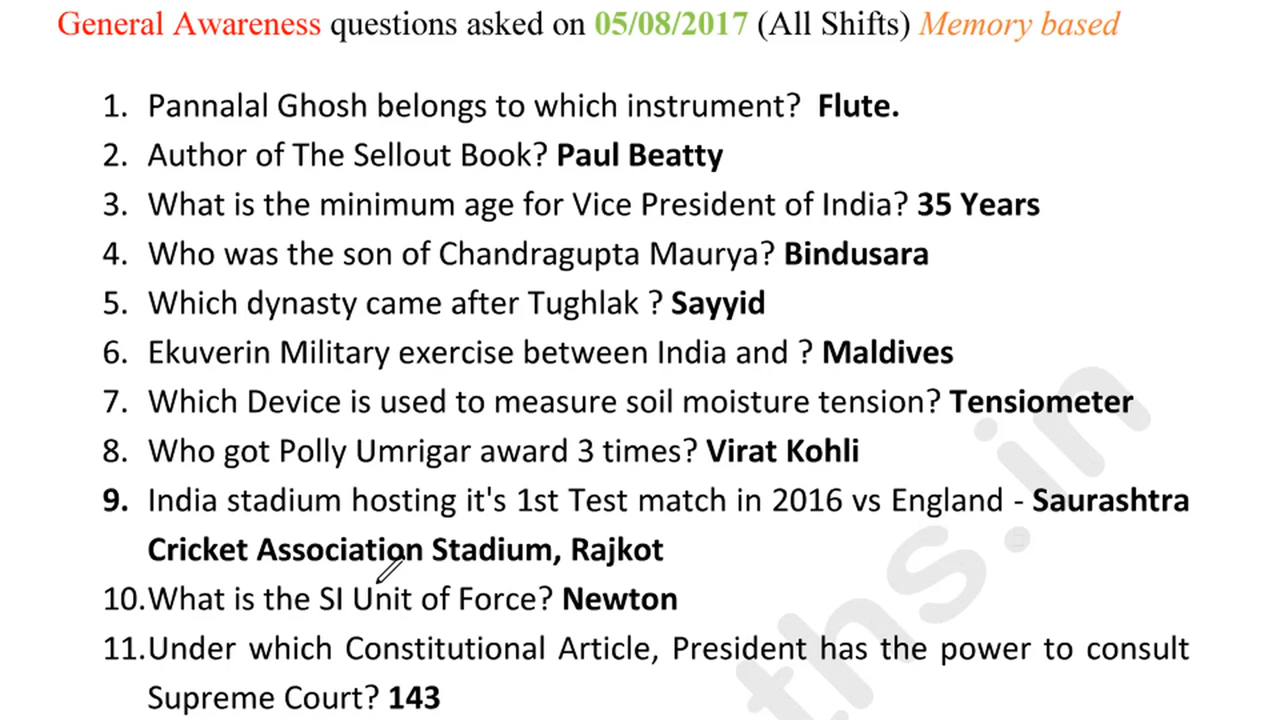 General Awareness questions asked on 05/08/2017 (All Shifts) Memory based
1. Pannalal Ghosh belongs to which instrument? Flute.
2. Author of The Sellout Book? Paul Beatty
3. What is the minimum age for Vice President of India? 35 Years
4. Who was the son of Chandragupta Maurya? Bindusara
5. Which dynasty came after Tughlak ? Sayyid
6. Ekuverin Military exercise between India and ? Maldives
7. Which Device is used to measure soil moisture tension? Tensiometer
8. Who got Polly Umrigar award 3 times? Virat Kohli
9. India stadium hosting it's 1st Test match in 2016 vs England - Saurashtra
Cricket Association Stadium, Rajkot
10.What is the SI Unit of Force? Newton
11.Under which Constitutional Article, President has the power to consult
Supreme Court? 143
ths.in